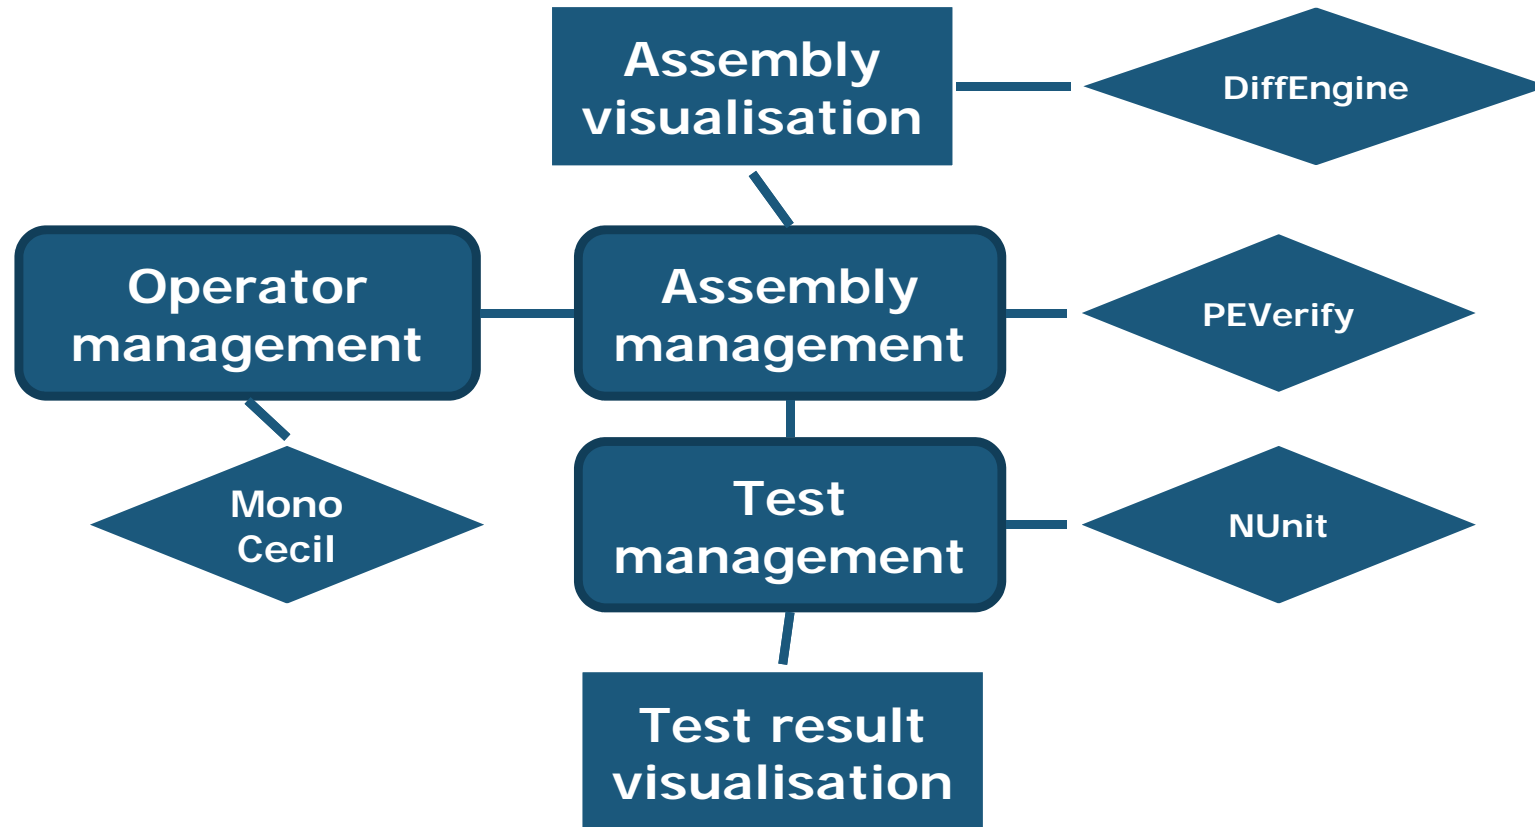 Assembly
visualisation
DiffEngine
Operator
management
Assembly
management
PEVerify
Mono
Cecil
Test
management
NUnit
Test result
visualisation